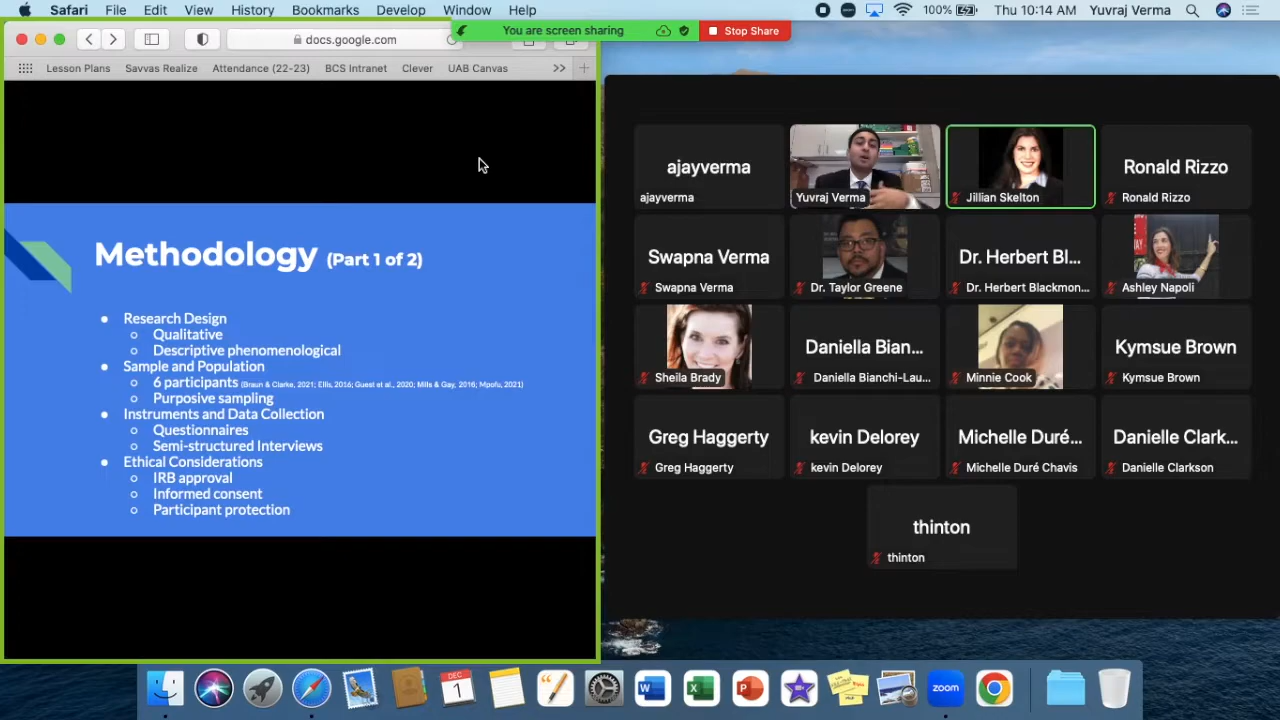 Safari File Edit View History Bookmarks Develop Window Help 100% Thu 10:14 AM Yuvraj Verma
You are screen sharing Stop Share
docs.google.com
Lesson Plans Savvas Realize Attendance (22-23) BCS Intranet Clever UAB Canvas >> +
Methodology (Part 1 of 2)
● Research Design
○ Qualitative
○ Descriptive phenomenological
● Sample and Population
○ 6 participants (Braun & Clarke, 2021; Ellis, 2016; Guest et al., 2020; Mills & Gay, 2016; Mpofu, 2021)
○ Purposive sampling
● Instruments and Data Collection
○ Questionnaires
○ Semi-structured Interviews
● Ethical Considerations
○ IRB approval
○ Informed consent
○ Participant protection
ajayverma
ajayverma
Yuvraj Verma
Jillian Skelton
Ronald Rizzo
Ronald Rizzo
Swapna Verma
Swapna Verma
Dr. Taylor Greene
Dr. Herbert Bl...
Dr. Herbert Blackmon...
Ashley Napoli
Sheila Brady
Daniella Bian...
Daniella Bianchi-Lau...
Minnie Cook
Kymsue Brown
Kymsue Brown
Greg Haggerty
Greg Haggerty
kevin Delorey
kevin Delorey
Michelle Duré...
Michelle Duré Chavis
Danielle Clark...
Danielle Clarkson
thinton
thinton
DEC
1
W X P zoom